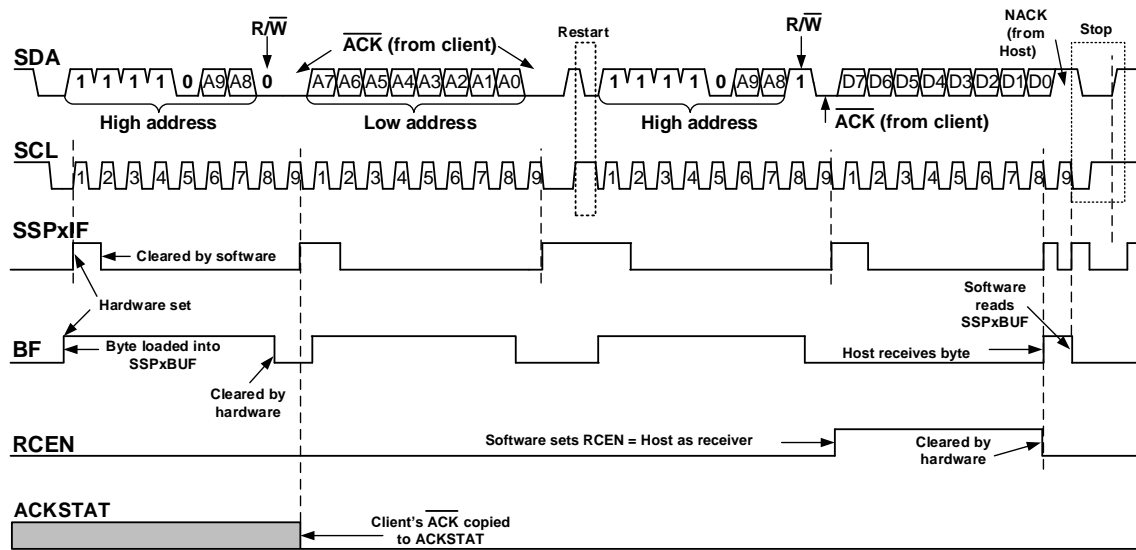 R/W
ACK (from client)
Restart
R/W
NACK
(from
Host)
Stop
SDA
1 1 1 1 0 A9 A8 0 A7 A6 A5 A4 A3 A2 A1 A0 1 1 1 1 0 A9 A8 1 D7 D6 D5 D4 D3 D2 D1 D0
High address
Low address
High address
ACK (from client)
SCL
1 2 3 4 5 6 7 8 9 1 2 3 4 5 6 7 8 9 1 2 3 4 5 6 7 8 9 1 2 3 4 5 6 7 8 9
SSPxIF
Cleared by software
Hardware set
Software
reads
SSPxBUF
BF
Byte loaded into
SSPxBUF
Host receives byte
Cleared by
hardware
RCEN
Software sets RCEN = Host as receiver
Cleared by
hardware
ACKSTAT
Client's ACK copied
to ACKSTAT